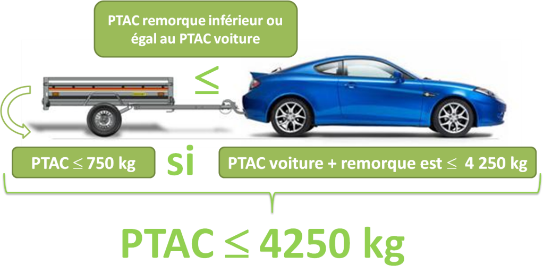 PTAC remorque inférieur ou
égal au PTAC voiture
≤
PTAC ≤ 750 kg
si
PTAC voiture + remorque est ≤ 4 250 kg
PTAC ≤ 4250 kg